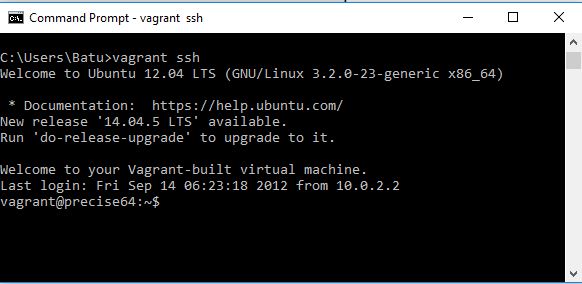 Command Prompt - vagrant  ssh
C:\Users\Batu>vagrant ssh
Welcome to Ubuntu 12.04 LTS (GNU/Linux 3.2.0-23-generic x86_64)
 * Documentation:  https://help.ubuntu.com/
New release '14.04.5 LTS' available.
Run 'do-release-upgrade' to upgrade to it.
Welcome to your Vagrant-built virtual machine.
Last login: Fri Sep 14 06:23:18 2012 from 10.0.2.2
vagrant@precise64:~$